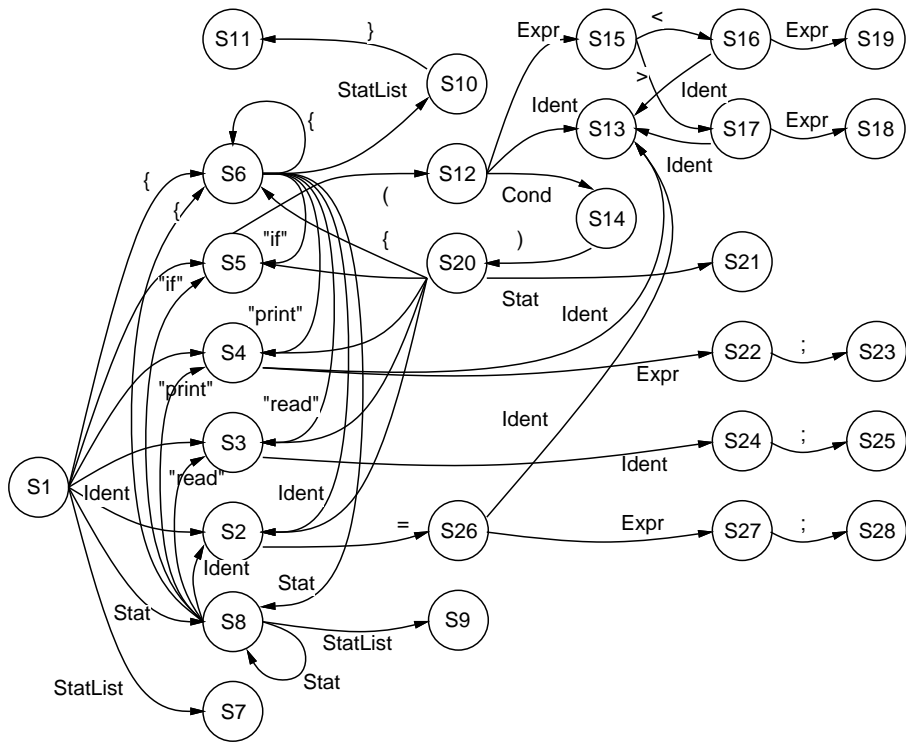 S11
}
Expr
S15
<
S16
Expr
S19
StatList
S10
>
Ident
{
Ident
S13
S17
Expr
S18
Ident
{
S6
(
S12
Cond
{
S14
"if"
{
)
S5
S20
S21
"if"
Stat
"print"
Ident
S4
S22
;
S23
"print"
Expr
"read"
Ident
S3
S24
;
S25
S1
"read"
Ident
Ident
Ident
S2
=
S26
Expr
S27
;
S28
Ident
Stat
Stat
S8
S9
StatList
Stat
StatList
S7